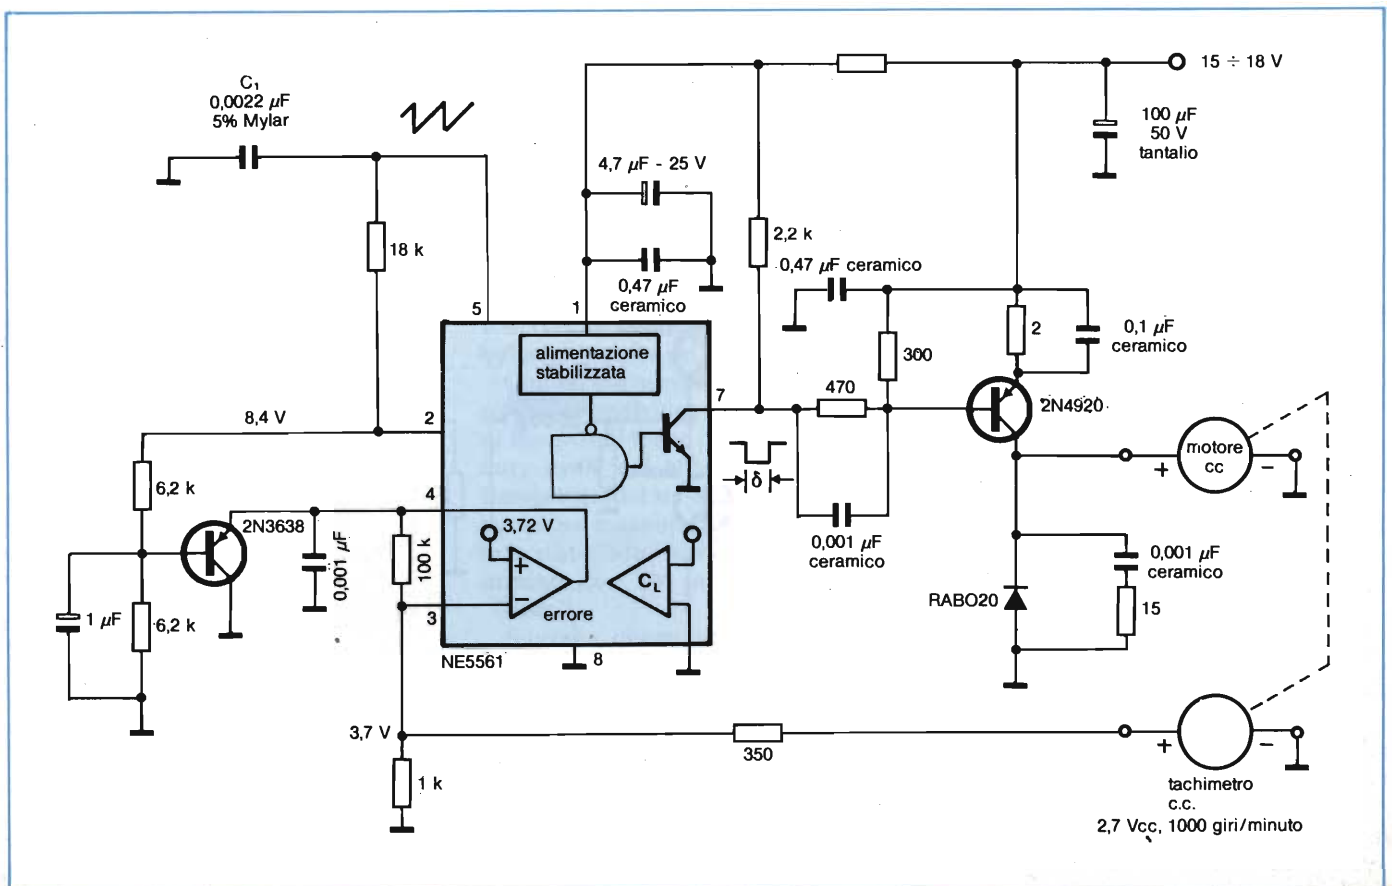 C₁
0,0022 µF
5% Mylar
15 ÷ 18 V
100 µF
50 V
tantalio
4,7 µF - 25 V
18 k
2,2 k
0,47 µF
ceramico
0,47 µF ceramico
5
1
alimentazione
stabilizzata
300
2
0,1 µF
ceramico
470
7
2N4920
8,4 V
2
motore
cc
+
−
δ
6,2 k
4
2N3638
3,72 V
0,001 µF
100 k
+
−
C_L
errore
0,001 µF
ceramico
0,001 µF
ceramico
RABO20
15
1 µF
6,2 k
3
NE5561
8
3,7 V
350
+
−
1 k
tachimetro
c.c.
2,7 Vcc, 1000 giri/minuto